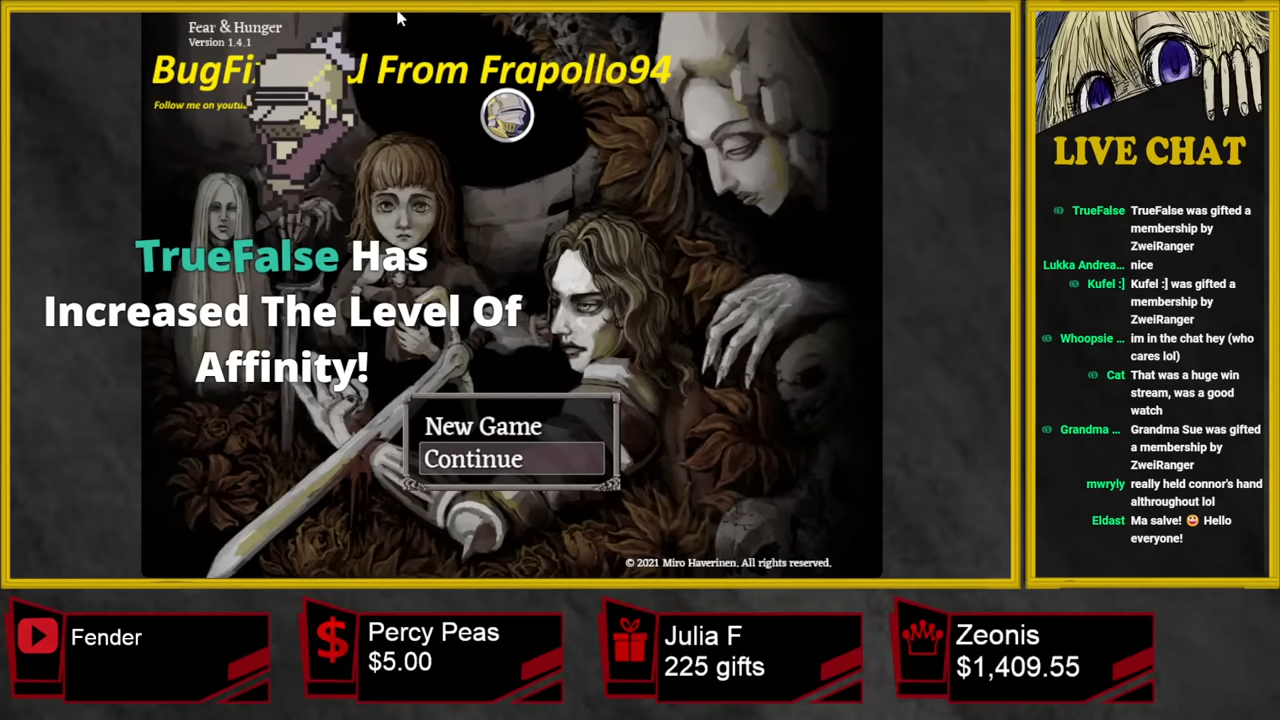 Fear & Hunger
Version 1.4.1
From Frapollo94
Follow me on
TrueFalse Has
Increased The Level Of
Affinity!
New Game
Continue
© 2021 Miro Haverinen. All rights reserved.
LIVE CHAT
TrueFalse TrueFalse was gifted a
membership by
ZweiRanger
Lukka Andrea... nice
Kufel :] Kufel :] was gifted a
membership by
ZweiRanger
Whoopsie ... im in the chat hey (who
cares lol)
Cat That was a huge win
stream, was a good
watch
Grandma ... Grandma Sue was gifted
a membership by
ZweiRanger
mwryly really held connor's hand
althroughout lol
Eldast Ma salve! 😀 Hello
everyone!
Fender
Percy Peas
$5.00
Julia F
225 gifts
Zeonis
$1,409.55